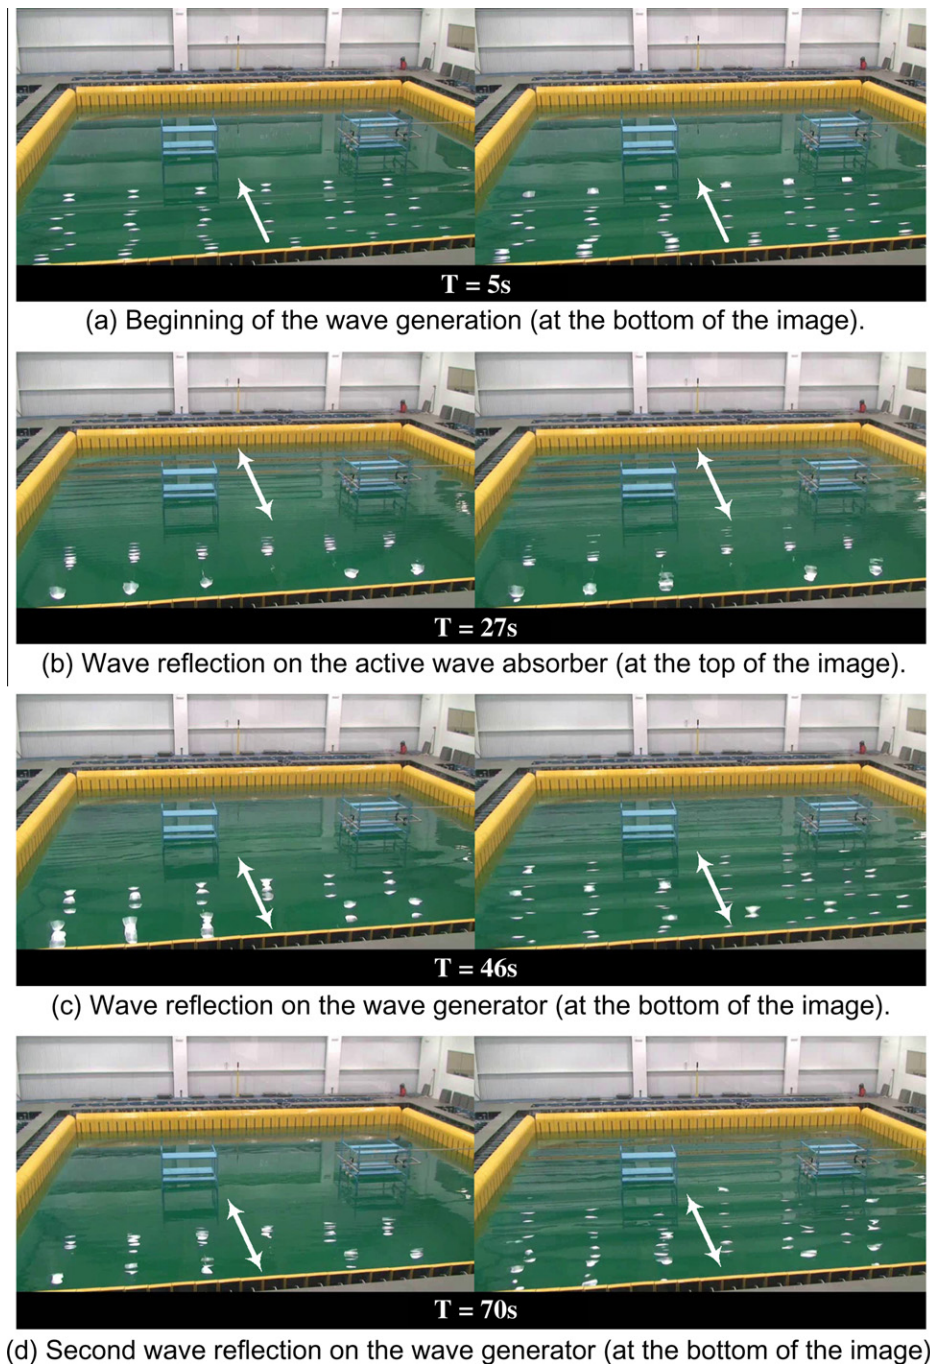 T = 5s
(a) Beginning of the wave generation (at the bottom of the image).
T = 27s
(b) Wave reflection on the active wave absorber (at the top of the image).
T = 46s
(c) Wave reflection on the wave generator (at the bottom of the image).
T = 70s
(d) Second wave reflection on the wave generator (at the bottom of the image)